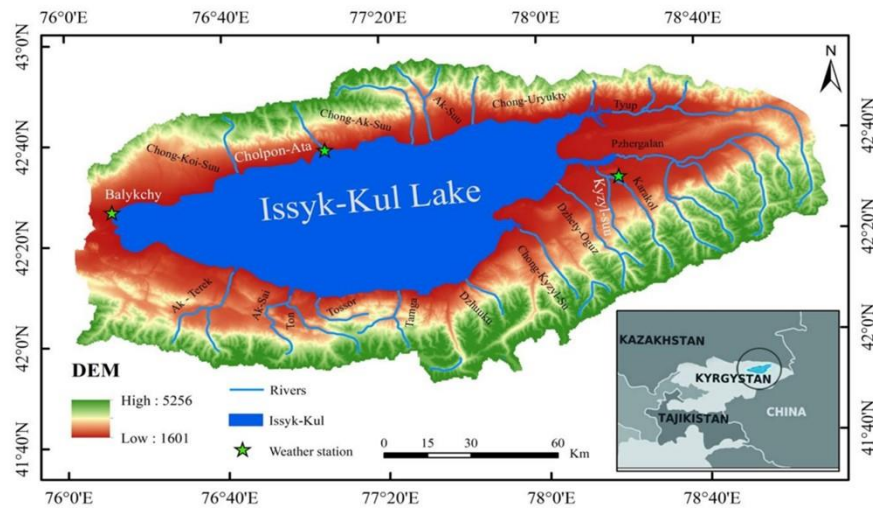 76°0'E 76°40'E 77°20'E 78°0'E 78°40'E
43°0'N
42°40'N
42°20'N
42°0'N
41°40'N
N
42°40'N
42°20'N
42°0'N
41°40'N
Chong-Koi-Suu
Chong-Ak-Suu
Ak-Suu
Chong-Uryukty
Tyup
Pzhergalan
Cholpon-Ata
Balykchy
Issyk-Kul Lake
Kyzyl-suu
Karakol
Dzhety-Oguz
Chong-Kyzyl-Su
Dzhuuku
Tamga
Tossor
Ton
Ak-Sai
Ak - Terek
DEM
High : 5256
Low : 1601
Rivers
Issyk-Kul
Weather station
0 15 30 60
Km
KAZAKHSTAN
KYRGYSTAN
TAJIKISTAN
CHINA
76°0'E 76°40'E 77°20'E 78°0'E 78°40'E